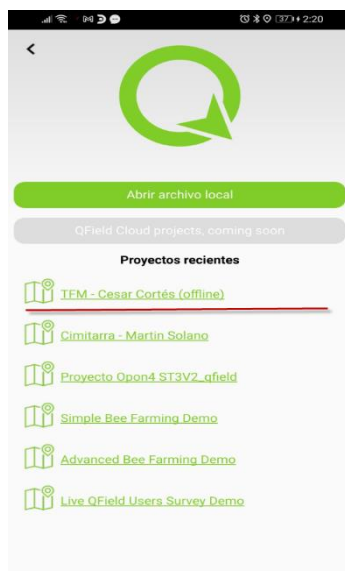 37 2:20
Abrir archivo local
QField Cloud projects, coming soon
Proyectos recientes
TFM - Cesar Cortés (offline)
Cimitarra - Martin Solano
Proyecto Opon4 ST3V2_qfield
Simple Bee Farming Demo
Advanced Bee Farming Demo
Live QField Users Survey Demo